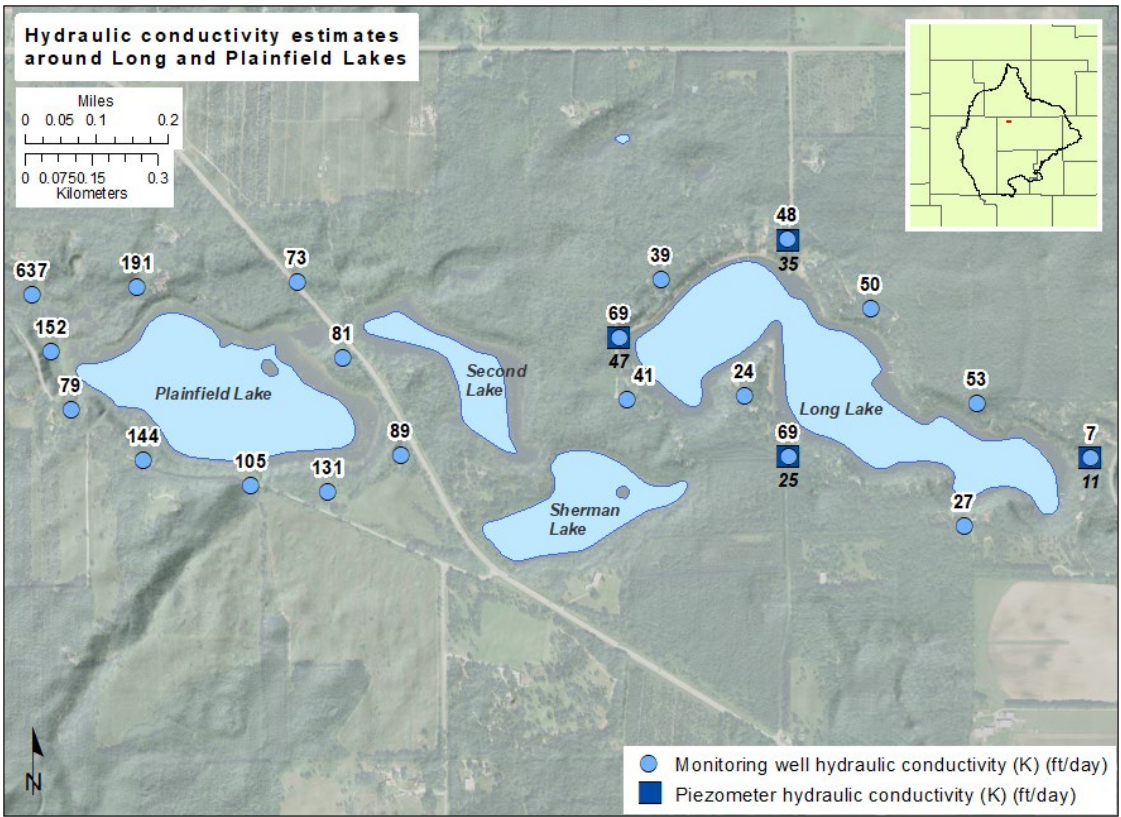 Hydraulic conductivity estimates
around Long and Plainfield Lakes
Miles
0 0.05 0.1 0.2
0 0.0750.15 0.3
Kilometers
48
35
637
191
73
39
50
152
81
69
47
79
Plainfield Lake
Second
Lake
41
24
Long Lake
53
144
89
69
25
7
11
105
131
Sherman
Lake
27
N
Monitoring well hydraulic conductivity (K) (ft/day)
Piezometer hydraulic conductivity (K) (ft/day)